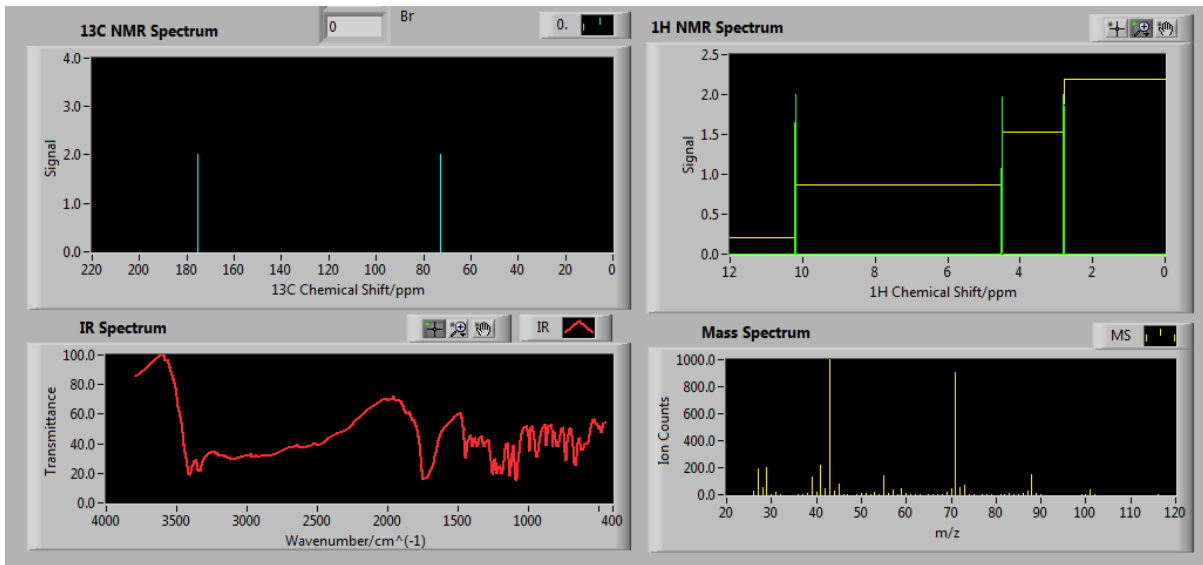 0 Br
13C NMR Spectrum
0.
4.0
3.0
2.0
1.0
0.0
Signal
220 200 180 160 140 120 100 80 60 40 20 0
13C Chemical Shift/ppm
1H NMR Spectrum
2.5
2.0
1.5
1.0
0.5
0.0
Signal
12 10 8 6 4 2 0
1H Chemical Shift/ppm
IR Spectrum
IR
100.0
80.0
60.0
40.0
20.0
0.0
Transmittance
4000 3500 3000 2500 2000 1500 1000 400
Wavenumber/cm^(-1)
Mass Spectrum
MS
1000.0
800.0
600.0
400.0
200.0
0.0
Ion Counts
20 30 40 50 60 70 80 90 100 110 120
m/z